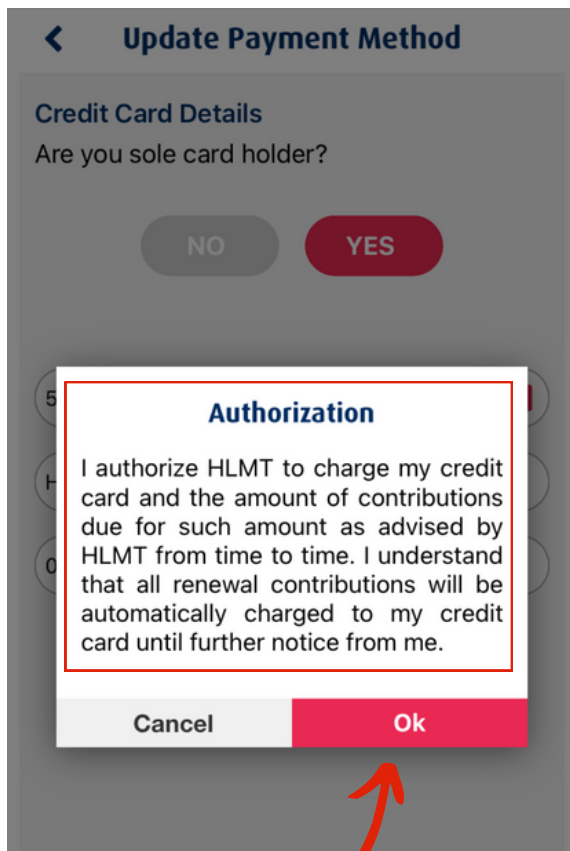 Update Payment Method
Credit Card Details
Are you sole card holder?
NO YES
5
Authorization
I authorize HLMT to charge my credit
H
card and the amount of contributions
due for such amount as advised by
HLMT from time to time. I understand
0
that all renewal contributions will be
automatically charged to my credit
card until further notice from me.
Cancel Ok